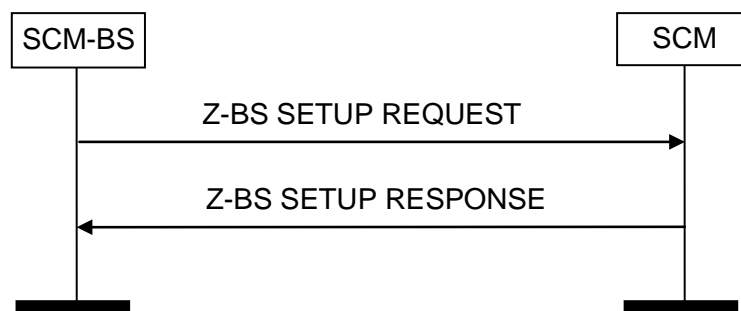 SCM-BS
SCM
Z-BS SETUP REQUEST
Z-BS SETUP RESPONSE